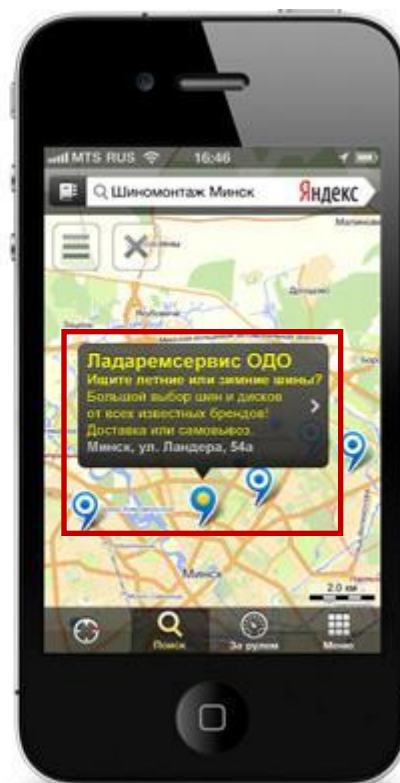 MTS RUS 16:46
Шиномонтаж Минск Яндекс
Ладаремсервис ОДО
Ищите летние или зимние шины?
Большой выбор шин и дисков
от всех известных брендов!
Доставка или самовывоз
Минск, ул. Ландера, 54а
Минск
2.0 км
Поиск За рулем Меню